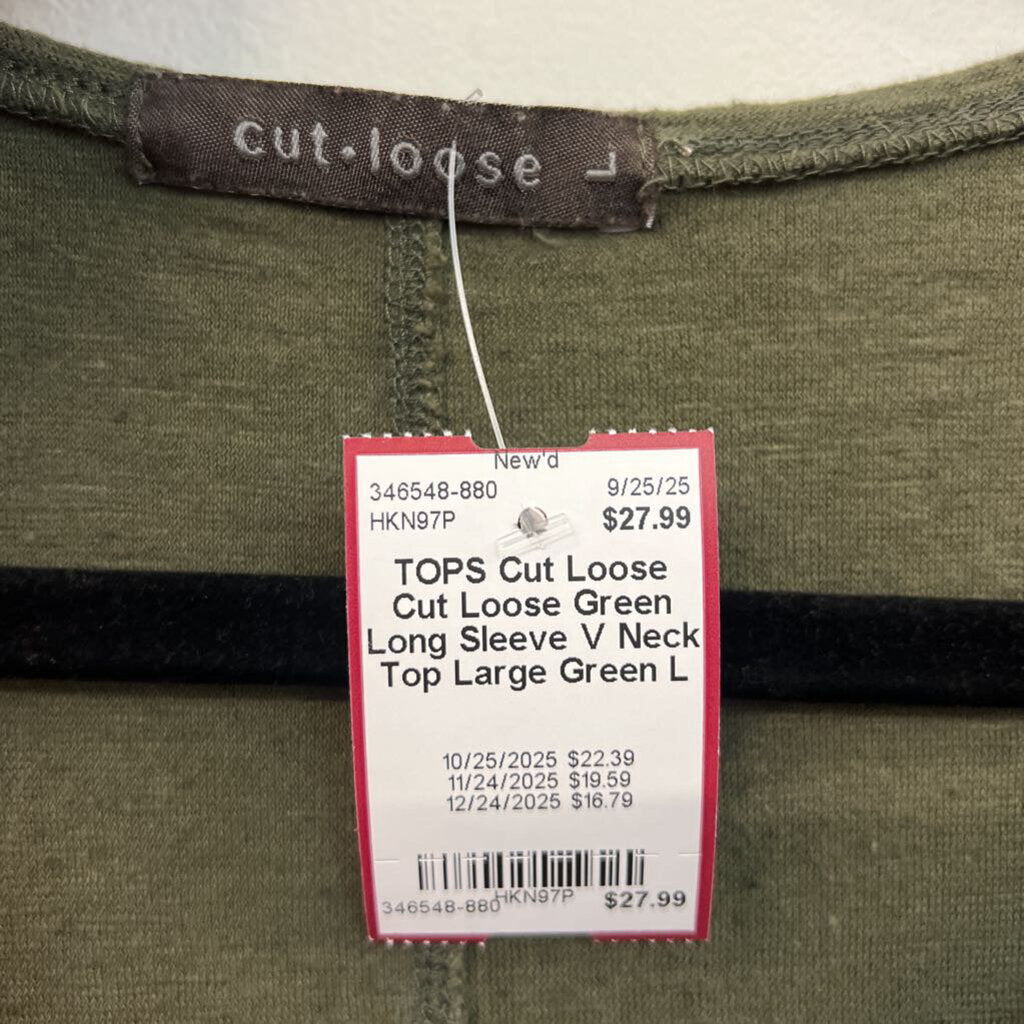 cut·loose L
New'd
346548-880 9/25/25
HKN97P $27.99
TOPS Cut Loose
Cut Loose Green
Long Sleeve V Neck
Top Large Green L
10/25/2025 $22.39
11/24/2025 $19.59
12/24/2025 $16.79
346548-880 HKN97P $27.99